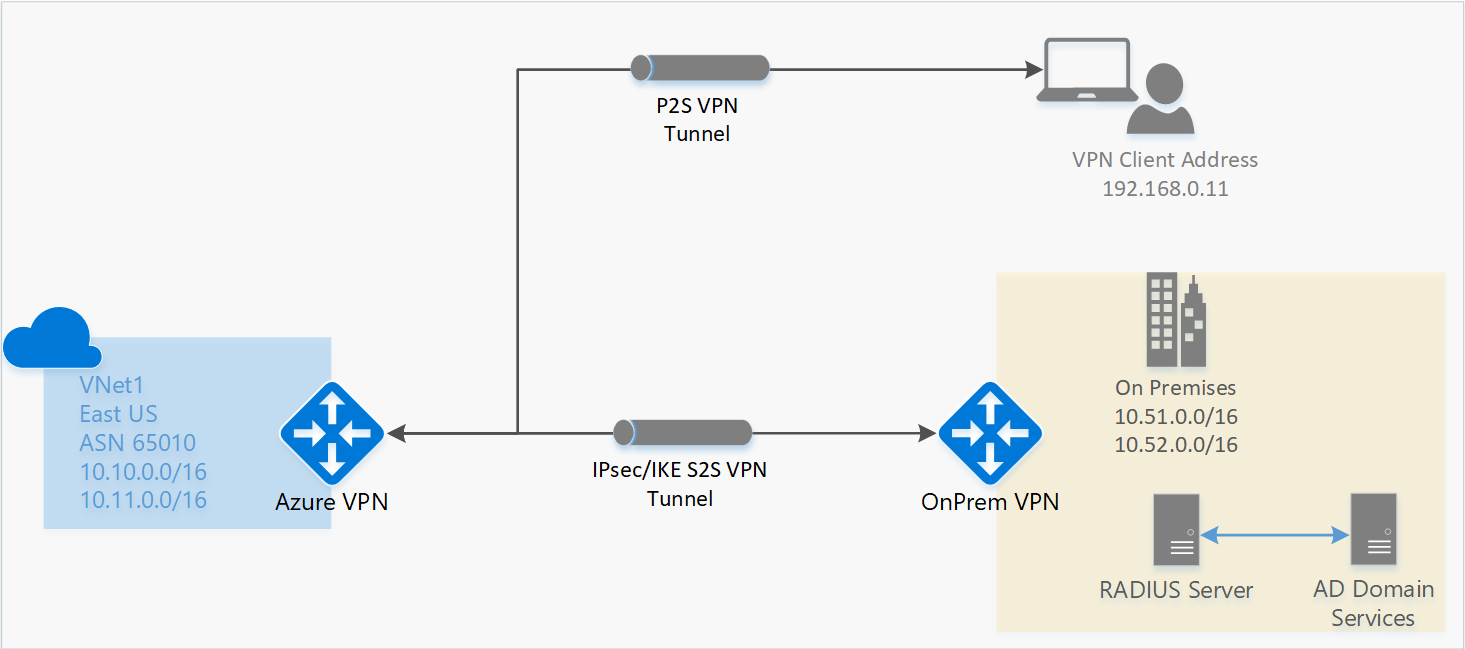 P2S VPN
Tunnel
VPN Client Address
192.168.0.11
VNet1
East US
ASN 65010
10.10.0.0/16
10.11.0.0/16
Azure VPN
IPsec/IKE S2S VPN
Tunnel
OnPrem VPN
On Premises
10.51.0.0/16
10.52.0.0/16
RADIUS Server
AD Domain
Services